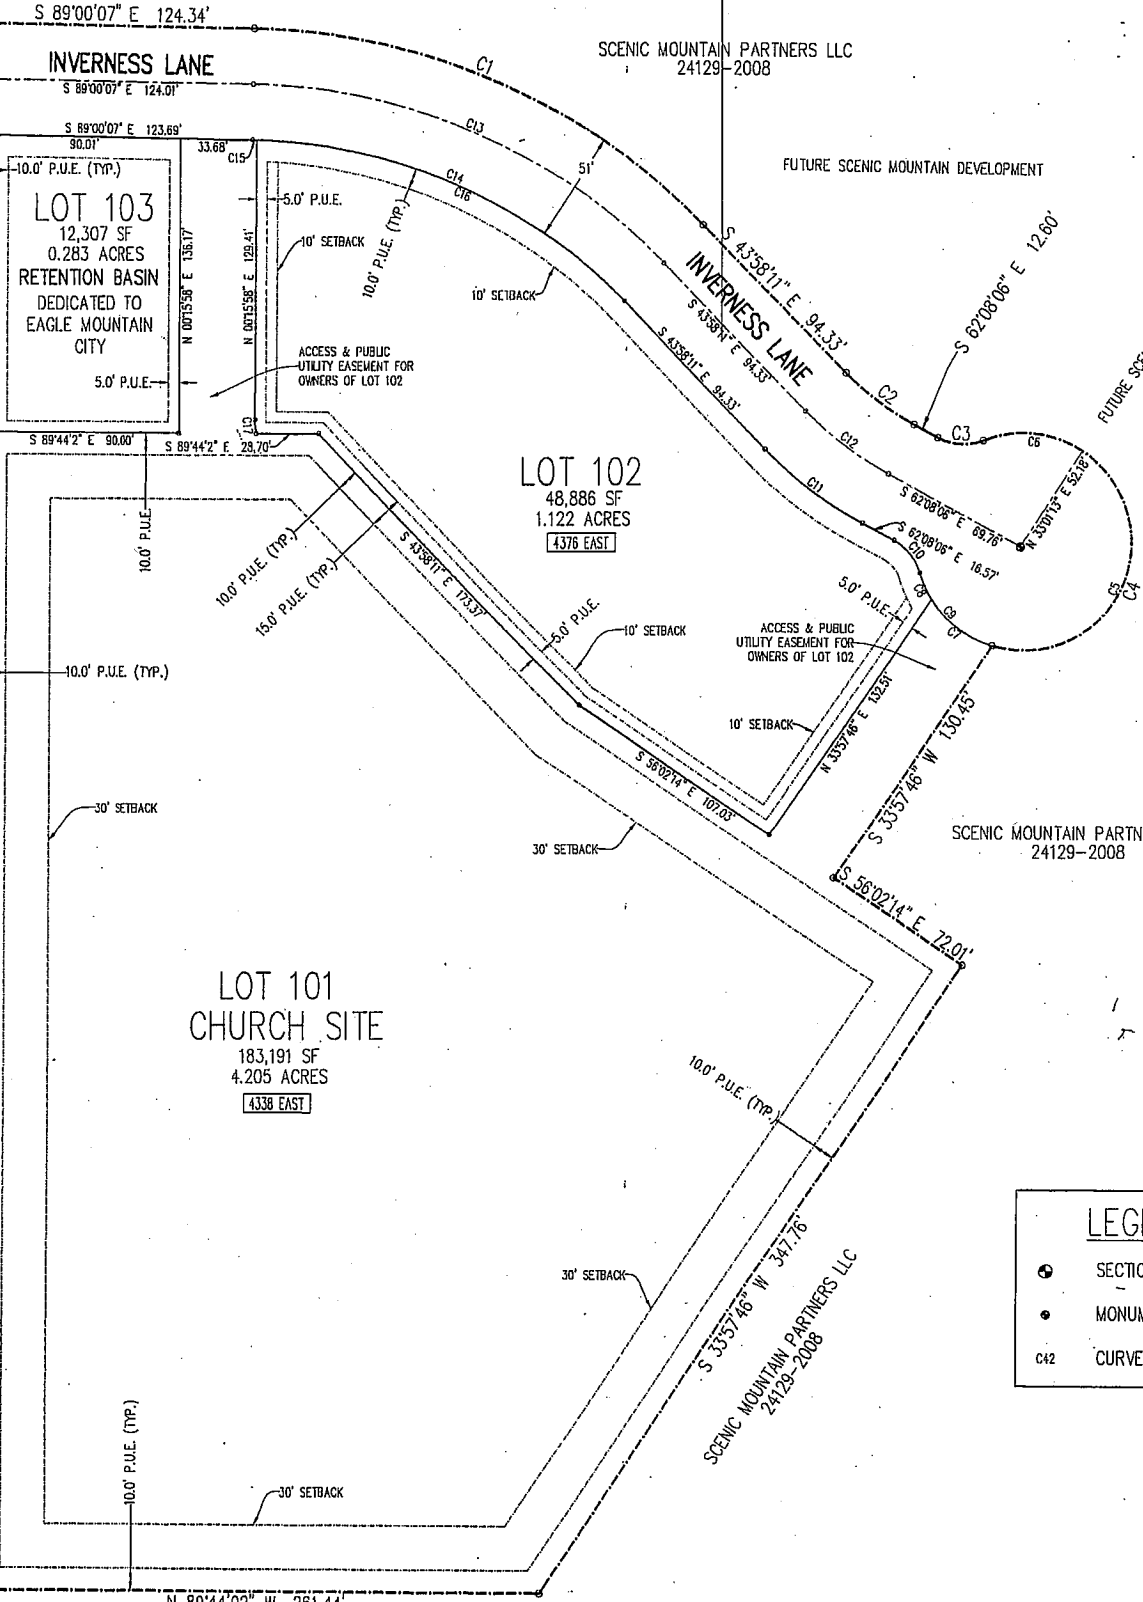 S 89°00'07" E 124.34'
INVERNESS LANE
S 89°00'07" E 124.01'
S 89°00'07" E 123.69'
90.01'
33.68'
C15
C1
C13
C14
C16
51'
SCENIC MOUNTAIN PARTNERS LLC
24129-2008
FUTURE SCENIC MOUNTAIN DEVELOPMENT
10.0' P.U.E. (TYP.)
LOT 103
12,307 SF
0.283 ACRES
RETENTION BASIN
DEDICATED TO
EAGLE MOUNTAIN
CITY
5.0' P.U.E.
N 00°15'58" E 136.17'
N 00°15'58" E 129.41'
5.0' P.U.E.
10' SETBACK
10.0' P.U.E. (TYP.)
10' SETBACK
ACCESS & PUBLIC
UTILITY EASEMENT FOR
OWNERS OF LOT 102
S 43°58'11" E 94.33'
INVERNESS LANE
S 43°58'11" E 94.33'
S 43°58'11" E 94.33'
S 62°08'06" E 12.60'
FUTURE SCE
C2
C3
C6
C12
C11
S 62°08'06" E 69.76'
N 33°01'13" E 52.18'
S 62°08'06" E 16.57'
C10
C8
C9
C7
C5
C4
S 89°44'2" E 90.00'
C17
S 89°44'2" E 28.70'
10.0' P.U.E.
LOT 102
48,886 SF
1.122 ACRES
4376 EAST
10.0' P.U.E. (TYP.)
15.0' P.U.E. (TYP.)
S 43°58'11" E 173.37'
5.0' P.U.E.
10' SETBACK
5.0' P.U.E.
ACCESS & PUBLIC
UTILITY EASEMENT FOR
OWNERS OF LOT 102
10' SETBACK
N 33°57'46" E 132.51'
S 33°57'46" W 130.45'
10.0' P.U.E. (TYP.)
S 56°02'14" E 107.03'
30' SETBACK
30' SETBACK
SCENIC MOUNTAIN PARTN
24129-2008
S 56°02'14" E 72.01'
LOT 101
CHURCH SITE
183,191 SF
4.205 ACRES
4338 EAST
10.0' P.U.E. (TYP.)
30' SETBACK
S 33°57'46" W 347.76'
SCENIC MOUNTAIN PARTNERS LLC
24129-2008
LEG
SECTIO
MONUM
C42 CURVE
10.0' P.U.E. (TYP.)
30' SETBACK
N 89°44'02" W 261.44'